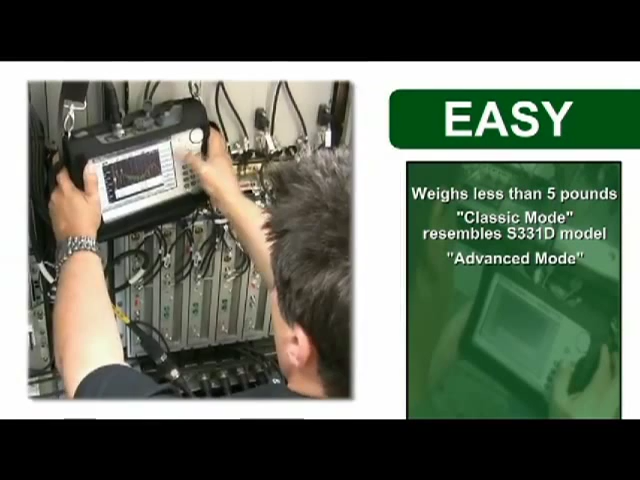 EASY
Weighs less than 5 pounds
"Classic Mode"
resembles S331D model
"Advanced Mode"